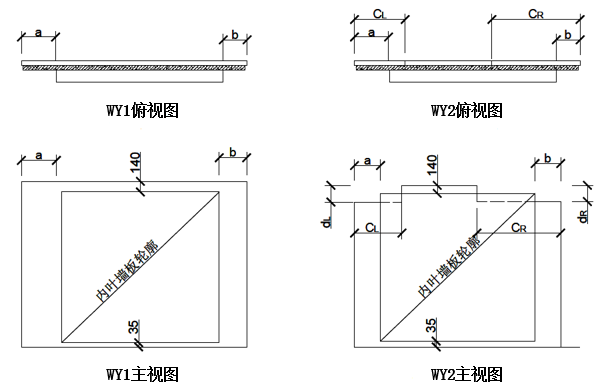 a b
WY1俯视图
CL CR
a b
WY2俯视图
a 140 b
内叶墙板轮廓
35
WY1主视图
a 140 b
dL dR
CL CR
内叶墙板轮廓
35
WY2主视图